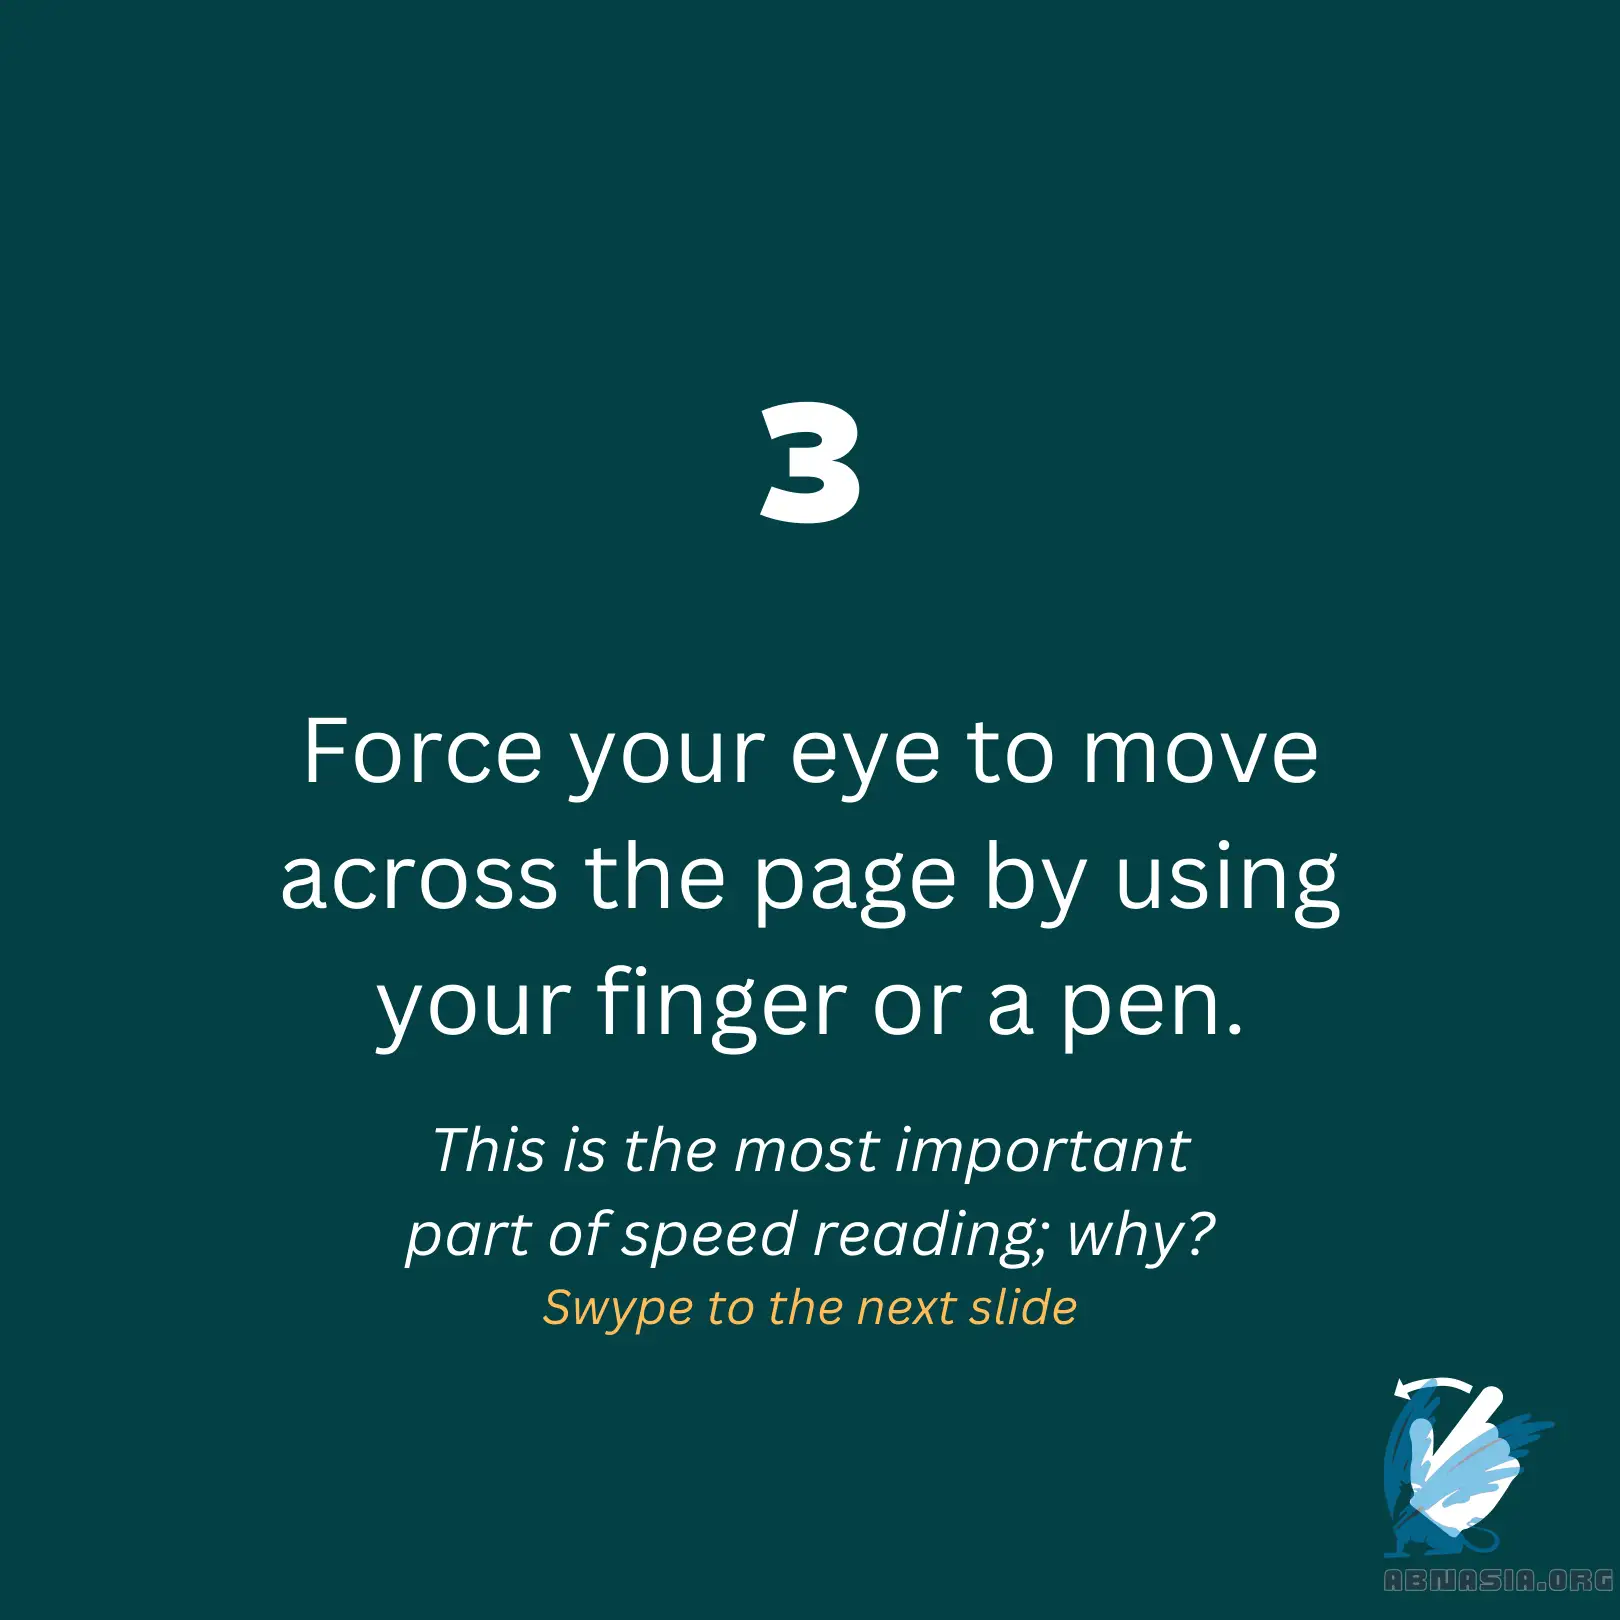 3
Force your eye to move
across the page by using
your finger or a pen.
This is the most important
part of speed reading; why?
Swype to the next slide
ABNASIA.ORG